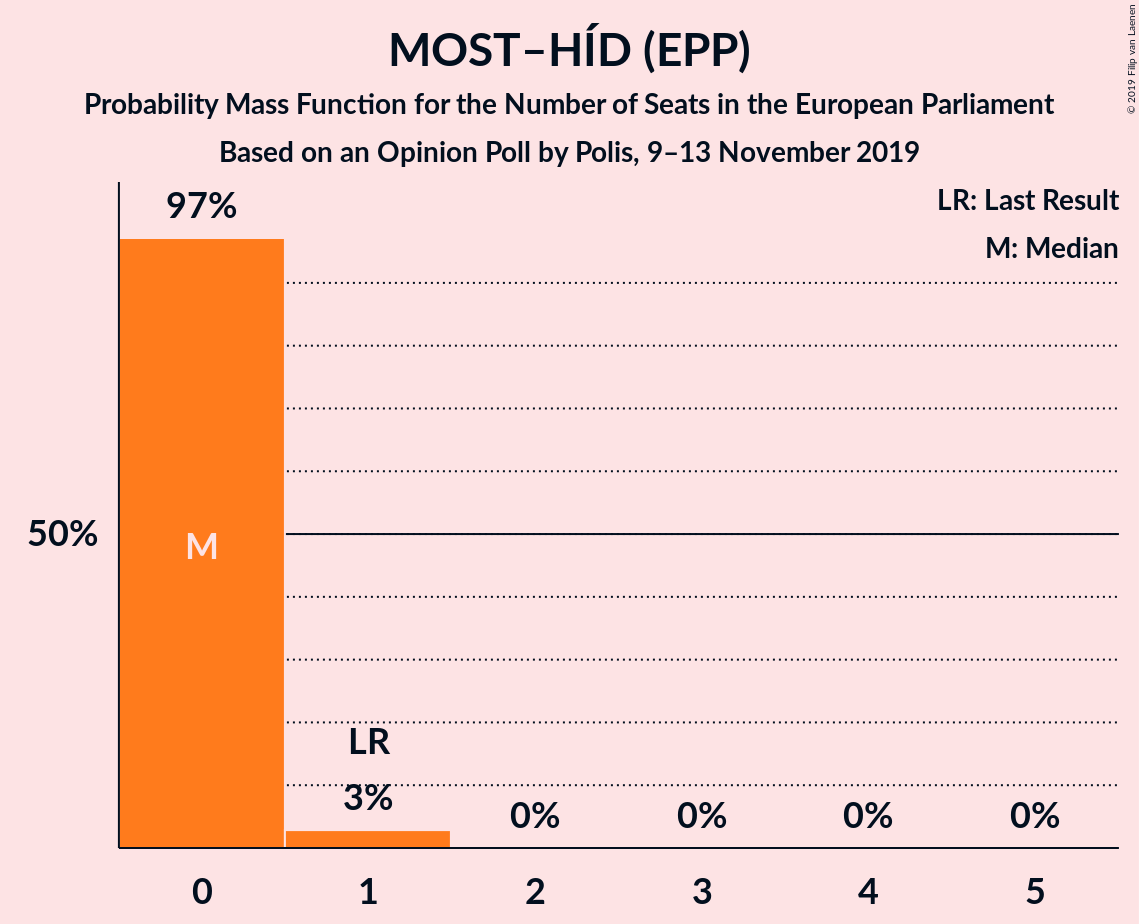 MOST–HÍD (EPP)
Probability Mass Function for the Number of Seats in the European Parliament
Based on an Opinion Poll by Polis, 9–13 November 2019
© 2019 Filip van Laenen
LR: Last Result
M: Median
97%
50%
M
LR
3%
0%
0%
0%
0%
0
1
2
3
4
5